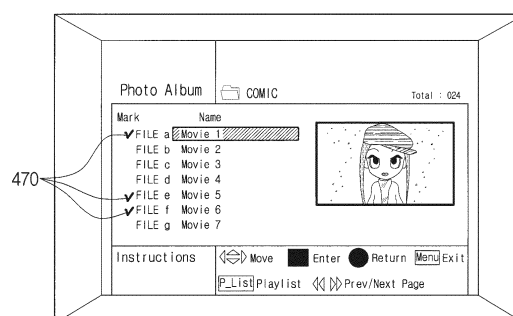 Photo Album COMIC Total : 024
Mark Name
✔FILE a Movie 1
FILE b Movie 2
FILE c Movie 3
FILE d Movie 4
✔FILE e Movie 5
✔FILE f Movie 6
FILE g Movie 7
470
Instructions Move Enter Return Menu Exit
P_List Playlist Prev/Next Page